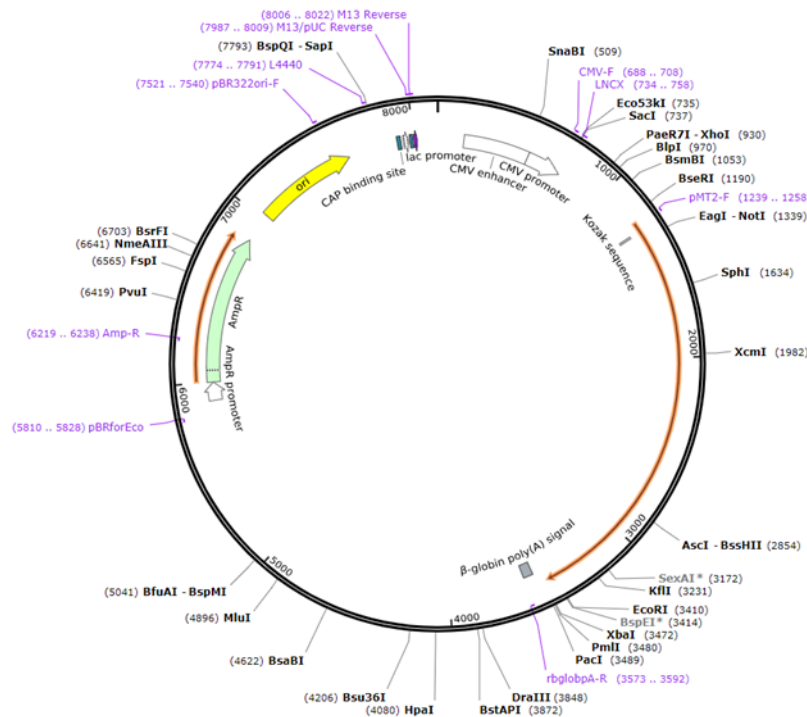 (8006 .. 8022) M13 Reverse
(7987 .. 8009) M13/pUC Reverse
(7793) BspQI - SapI
(7774 .. 7791) L4440
(7521 .. 7540) pBR322ori-F
SnaBI (509)
CMV-F (688 .. 708)
LNCX (734 .. 758)
Eco53kI (735)
SacI (737)
PaeR7I - XhoI (930)
BlpI (970)
BsmBI (1053)
BseRI (1190)
pMT2-F (1239 .. 1258
EagI - NotI (1339)
SphI (1634)
XcmI (1982)
AscI - BssHII (2854)
SexAI* (3172)
KflI (3231)
EcoRI (3410)
BspEI* (3414)
XbaI (3472)
PmlI (3480)
PacI (3489)
rbglobpA-R (3573 .. 3592)
DraIII (3848)
BstAPI (3872)
HpaI (4080)
Bsu36I (4206)
BsaBI (4622)
MluI (4896)
BfuAI - BspMI (5041)
(5810 .. 5828) pBRforEco
(6219 .. 6238) Amp-R
(6419) PvuI
(6565) FspI
(6641) NmeAIII
(6703) BsrFI
8000
1000
2000
3000
4000
5000
6000
7000
lac promoter
CAP binding site
CMV enhancer
CMV promoter
Kozak sequence
β-globin poly(A) signal
AmpR promoter
AmpR
ori